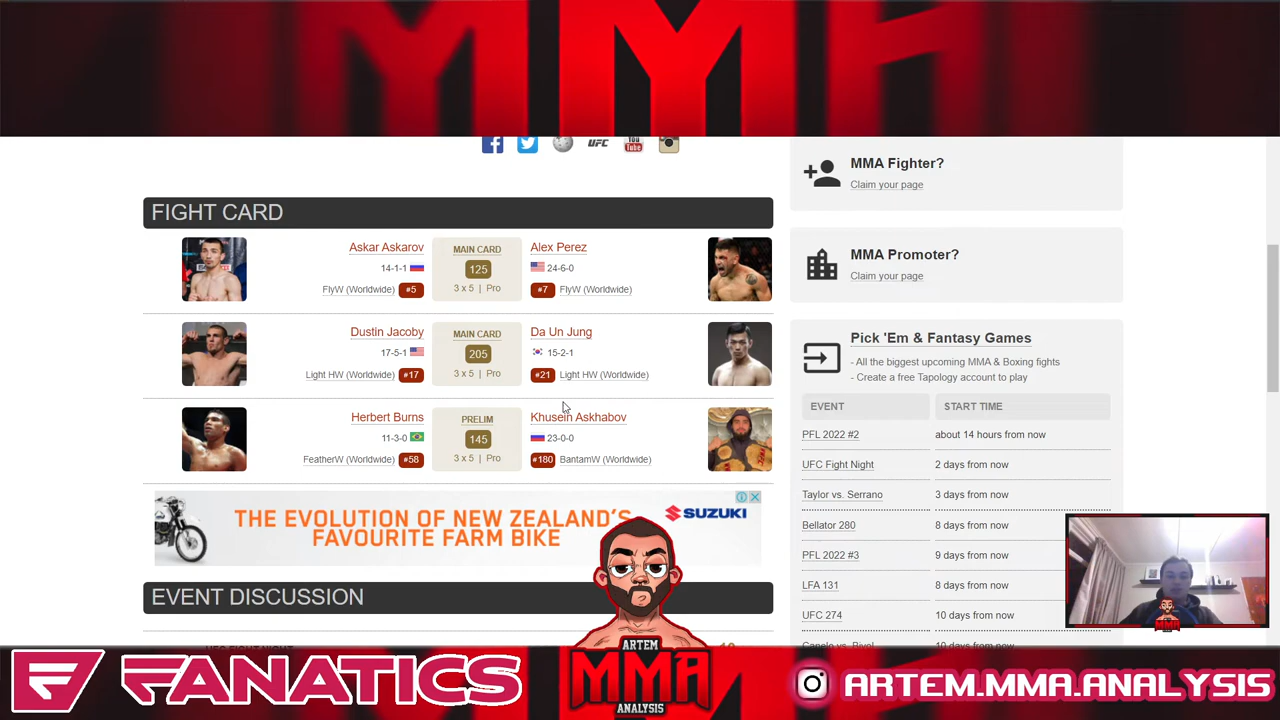 MMA
UFC
You Tube
MMA Fighter?
Claim your page
FIGHT CARD
Askar Askarov
MAIN CARD
Alex Perez
14-1-1
125
24-6-0
FlyW (Worldwide) #5
3 x 5 | Pro
#7 FlyW (Worldwide)
MMA Promoter?
Claim your page
Dustin Jacoby
MAIN CARD
Da Un Jung
17-5-1
205
15-2-1
Light HW (Worldwide) #17
3 x 5 | Pro
#21 Light HW (Worldwide)
Herbert Burns
PRELIM
Khusein Askhabov
11-3-0
145
23-0-0
FeatherW (Worldwide) #58
3 x 5 | Pro
#180 BantamW (Worldwide)
Pick 'Em & Fantasy Games
- All the biggest upcoming MMA & Boxing fights
- Create a free Tapology account to play
EVENT START TIME
PFL 2022 #2 about 14 hours from now
UFC Fight Night 2 days from now
Taylor vs. Serrano 3 days from now
Bellator 280 8 days from now
PFL 2022 #3 9 days from now
LFA 131 8 days from now
UFC 274 10 days from now
THE EVOLUTION OF NEW ZEALAND'S
FAVOURITE FARM BIKE
SUZUKI
EVENT DISCUSSION
FANATICS
ARTEM
MMA
ANALYSIS
ARTEM.MMA.ANALYSIS
MMA